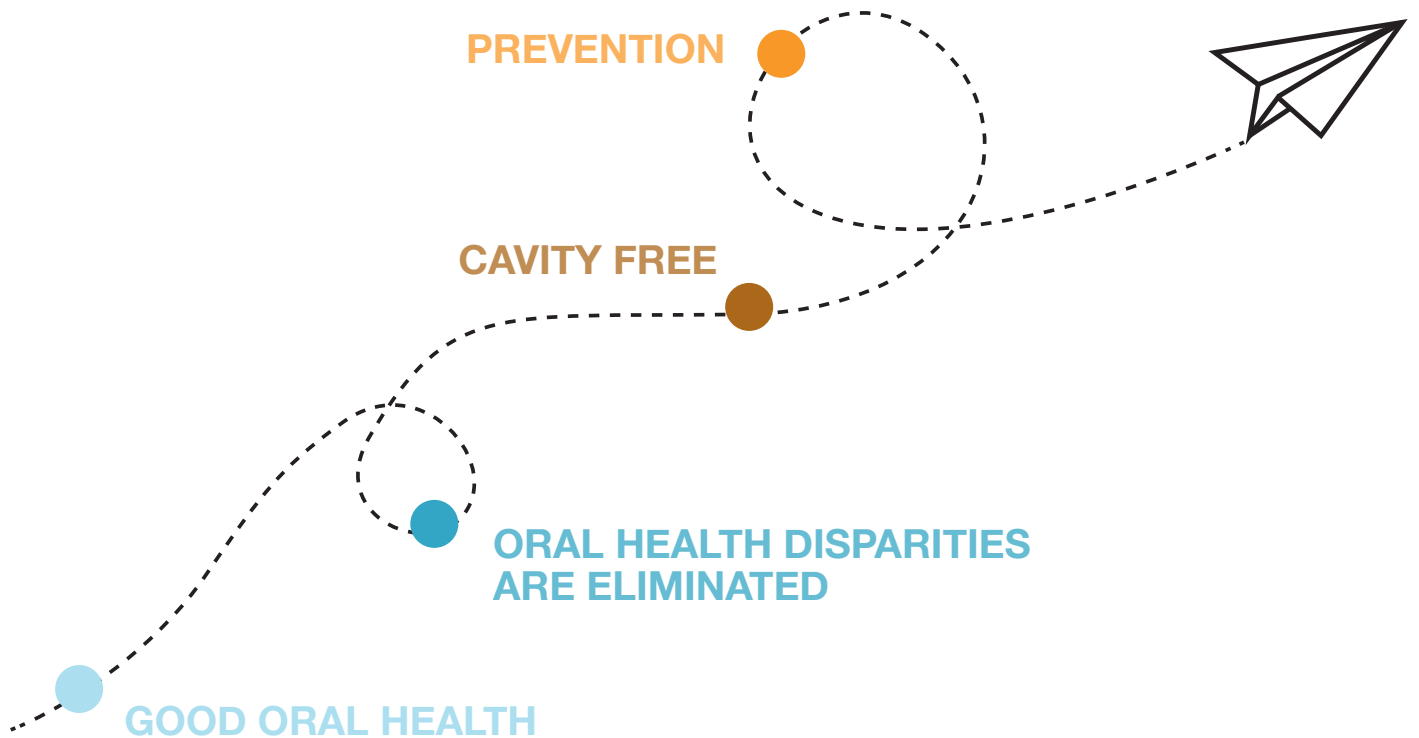 PREVENTION
CAVITY FREE
ORAL HEALTH DISPARITIES
ARE ELIMINATED
GOOD ORAL HEALTH